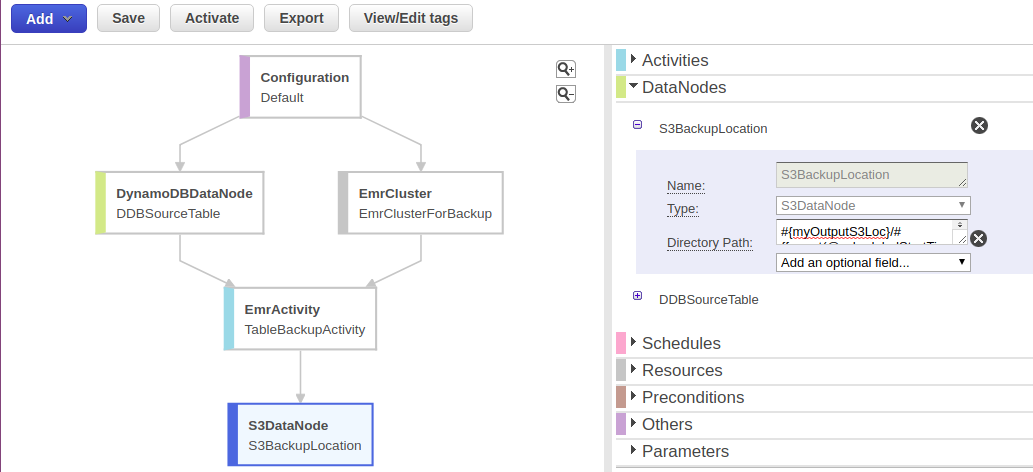 Add
Save
Activate
Export
View/Edit tags
Configuration
Default
DynamoDBDataNode
DDBSourceTable
EmrCluster
EmrClusterForBackup
EmrActivity
TableBackupActivity
S3DataNode
S3BackupLocation
Activities
DataNodes
S3BackupLocation
Name:
S3BackupLocation
Type:
S3DataNode
Directory Path:
#{myOutputS3Loc}/#
Add an optional field...
DDBSourceTable
Schedules
Resources
Preconditions
Others
Parameters